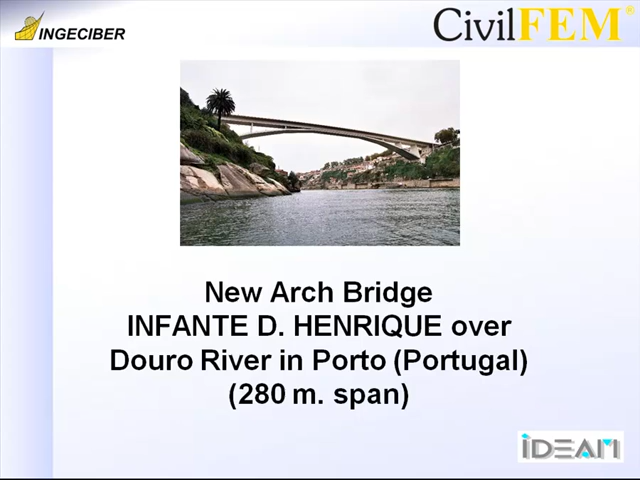 INGECIBER
CivilFEM®
New Arch Bridge
INFANTE D. HENRIQUE over
Douro River in Porto (Portugal)
(280 m. span)
iDEAM